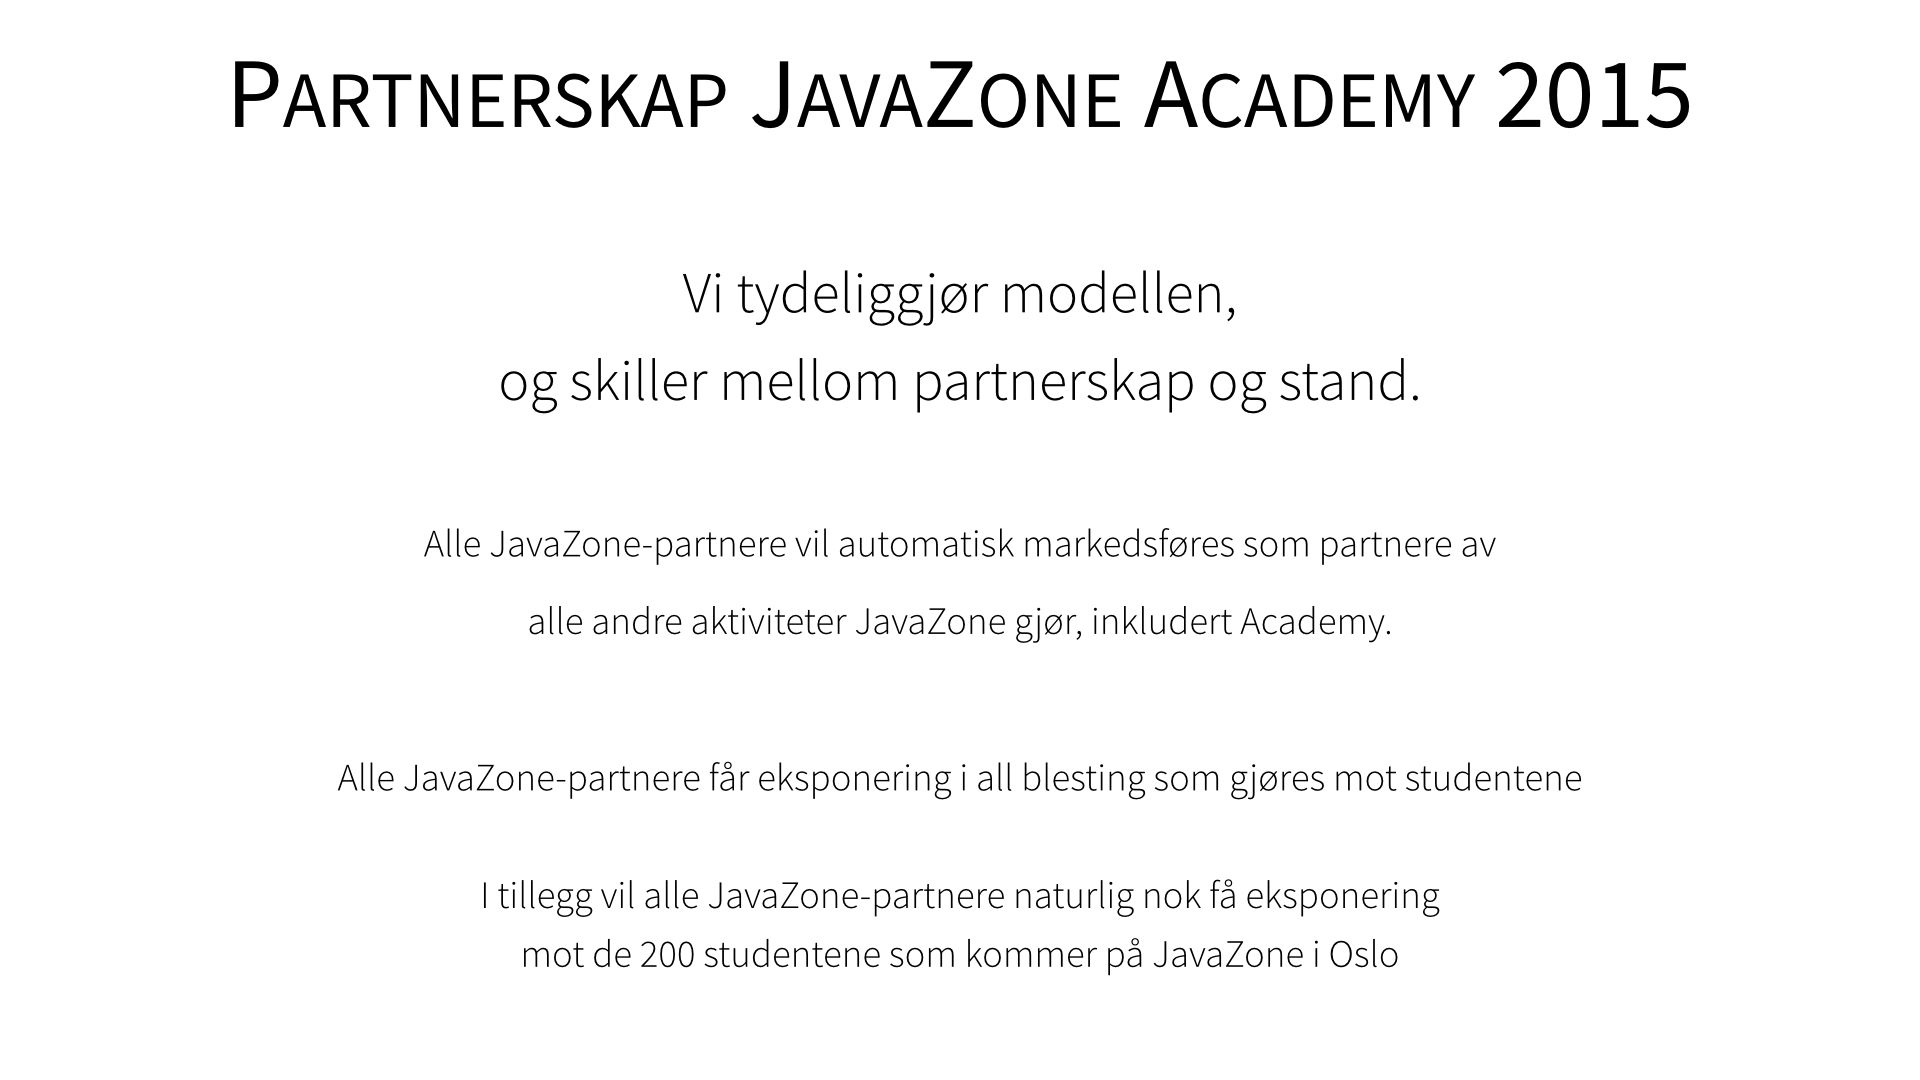 PARTNERSKAP JAVAZONE ACADEMY 2015
Vi tydeliggjør modellen,
og skiller mellom partnerskap og stand.
Alle JavaZone-partnere vil automatisk markedsføres som partnere av
alle andre aktiviteter JavaZone gjør, inkludert Academy.
Alle JavaZone-partnere får eksponering i all blesting som gjøres mot studentene
I tillegg vil alle JavaZone-partnere naturlig nok få eksponering
mot de 200 studentene som kommer på JavaZone i Oslo